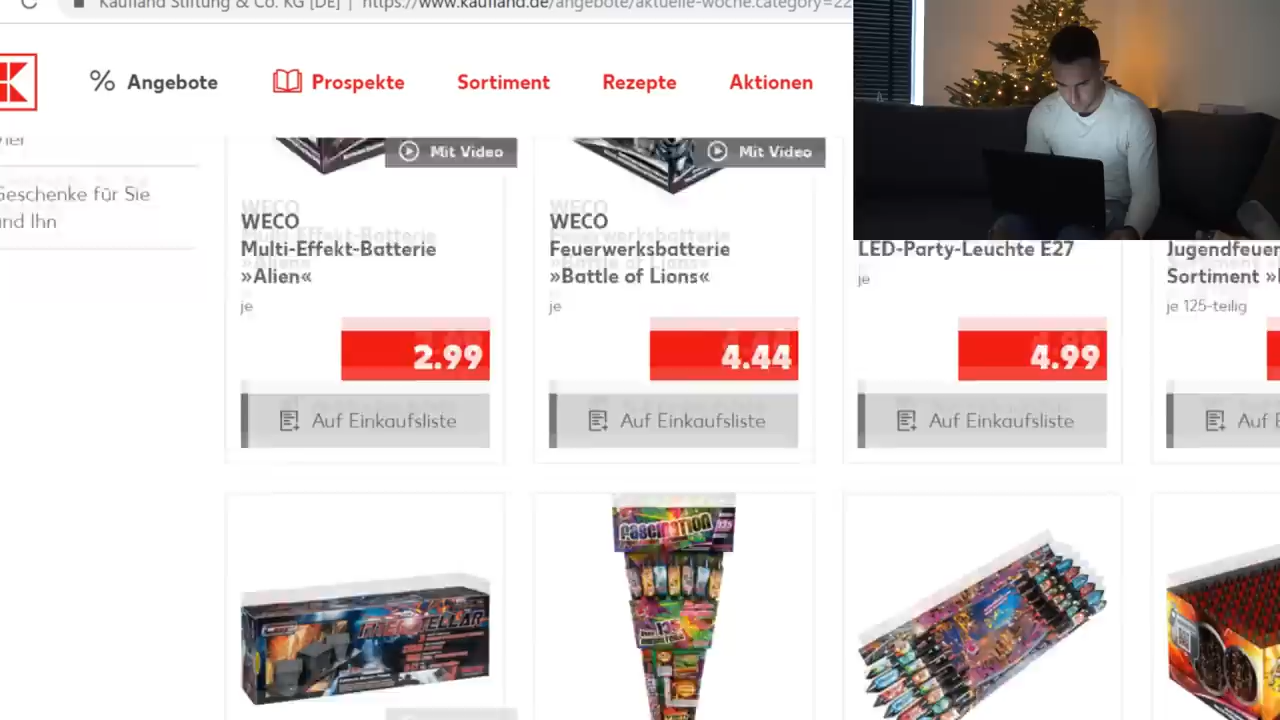 Kaufland Stiftung & Co. KG [DE] | https://www.kaufland.de/angebote/aktuelle-woche.category=22
% Angebote
Prospekte
Sortiment
Rezepte
Aktionen
Geschenke für Sie
und Ihn
Mit Video
WECO
Multi-Effekt-Batterie
»Alien«
je
2.99
Auf Einkaufsliste
Mit Video
WECO
Feuerwerksbatterie
»Battle of Lions«
je
4.44
Auf Einkaufsliste
LED-Party-Leuchte E27
je
4.99
Auf Einkaufsliste
Jugendfeuer
Sortiment
je 125-teilig
Auf E
FASCINATION